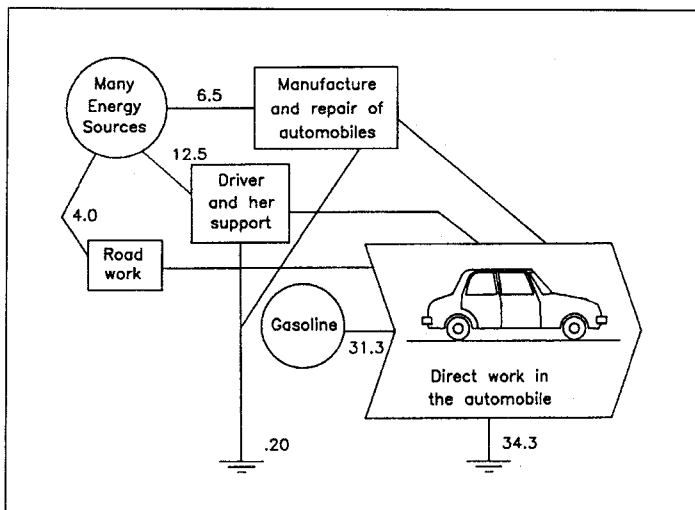 Many
Energy
Sources
6.5
Manufacture
and repair of
automobiles
12.5
Driver
and her
support
4.0
Road
work
Gasoline
31.3
Direct work in
the automobile
.20
34.3